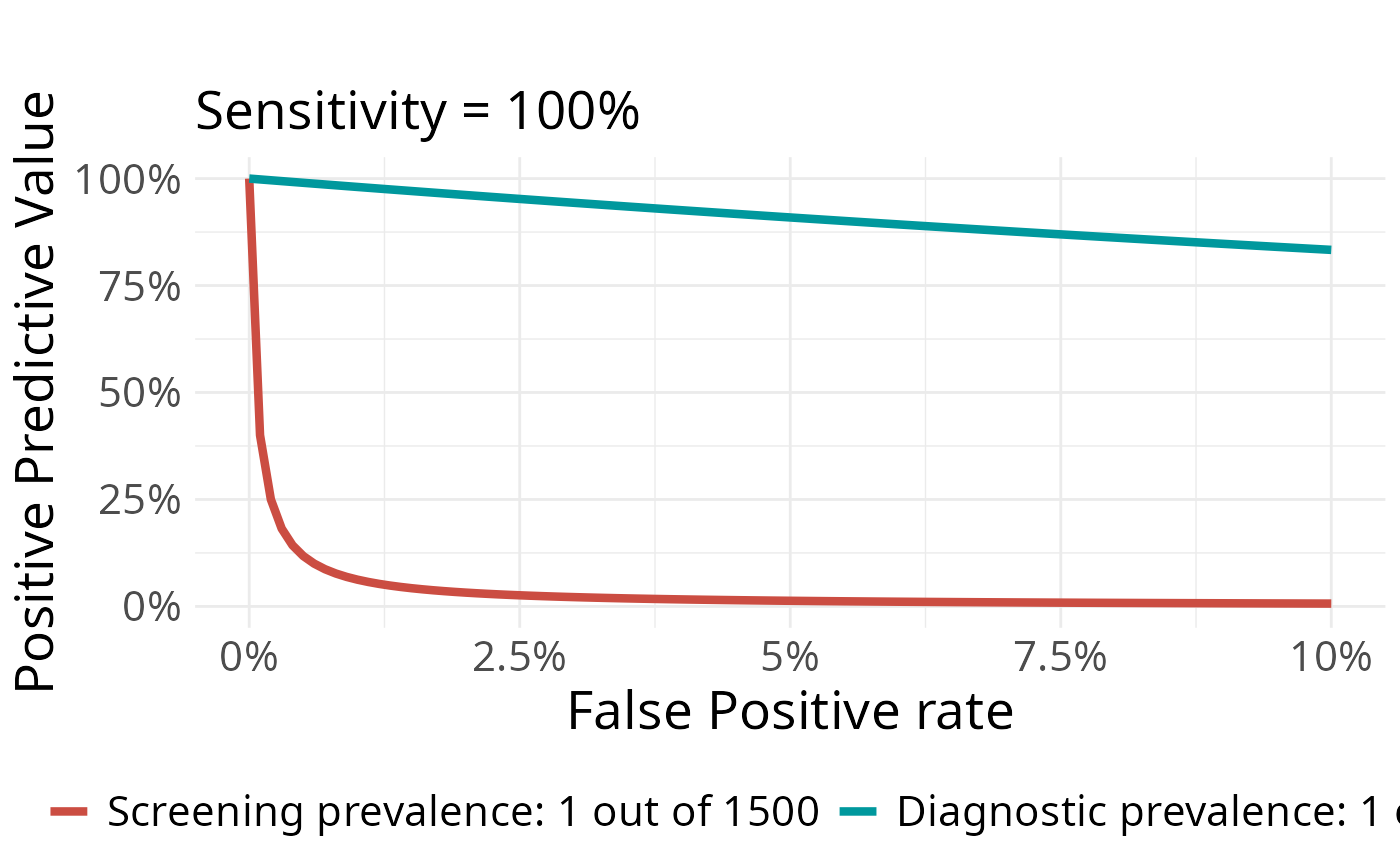 Sensitivity = 100%
Positive Predictive Value
100%
75%
50%
25%
0%
0% 2.5% 5% 7.5% 10%
False Positive rate
Screening prevalence: 1 out of 1500 Diagnostic prevalence: 1